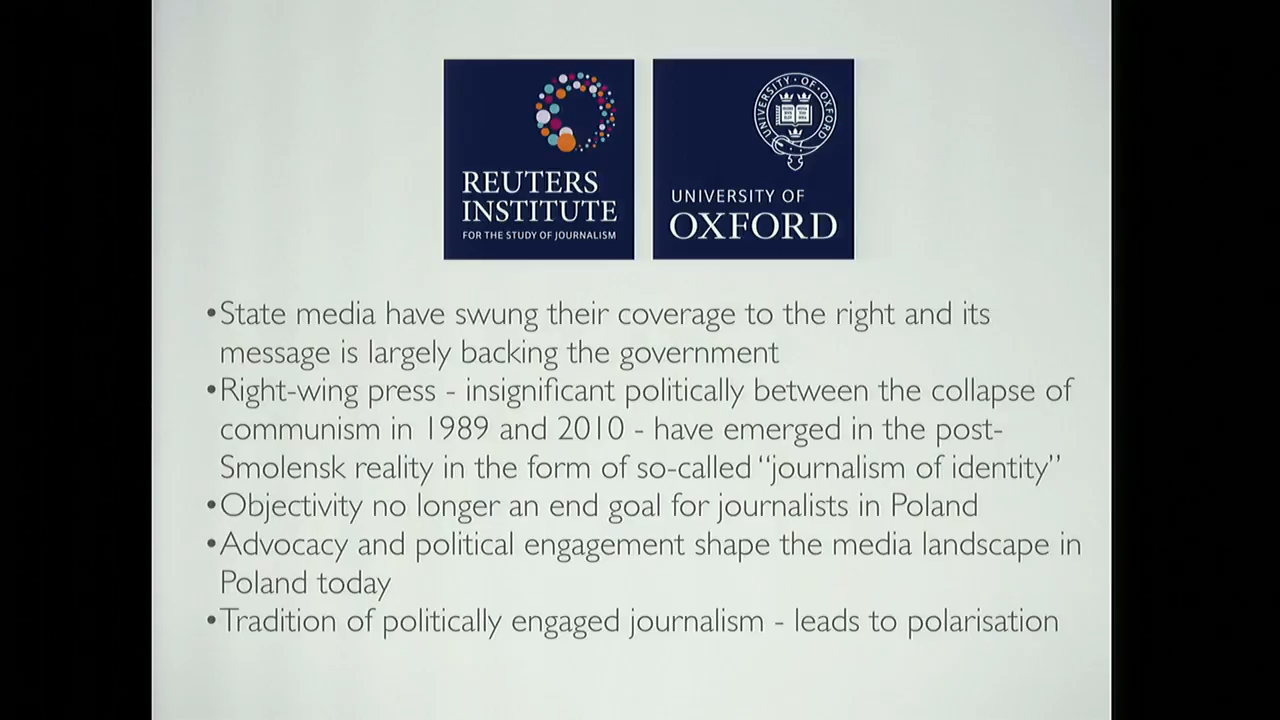 REUTERS
INSTITUTE
FOR THE STUDY OF JOURNALISM
UNIVERSITY · OF · OXFORD
UNIVERSITY OF
OXFORD
•State media have swung their coverage to the right and its
message is largely backing the government
•Right-wing press - insignificant politically between the collapse of
communism in 1989 and 2010 - have emerged in the post-
Smolensk reality in the form of so-called “journalism of identity”
•Objectivity no longer an end goal for journalists in Poland
•Advocacy and political engagement shape the media landscape in
Poland today
•Tradition of politically engaged journalism - leads to polarisation